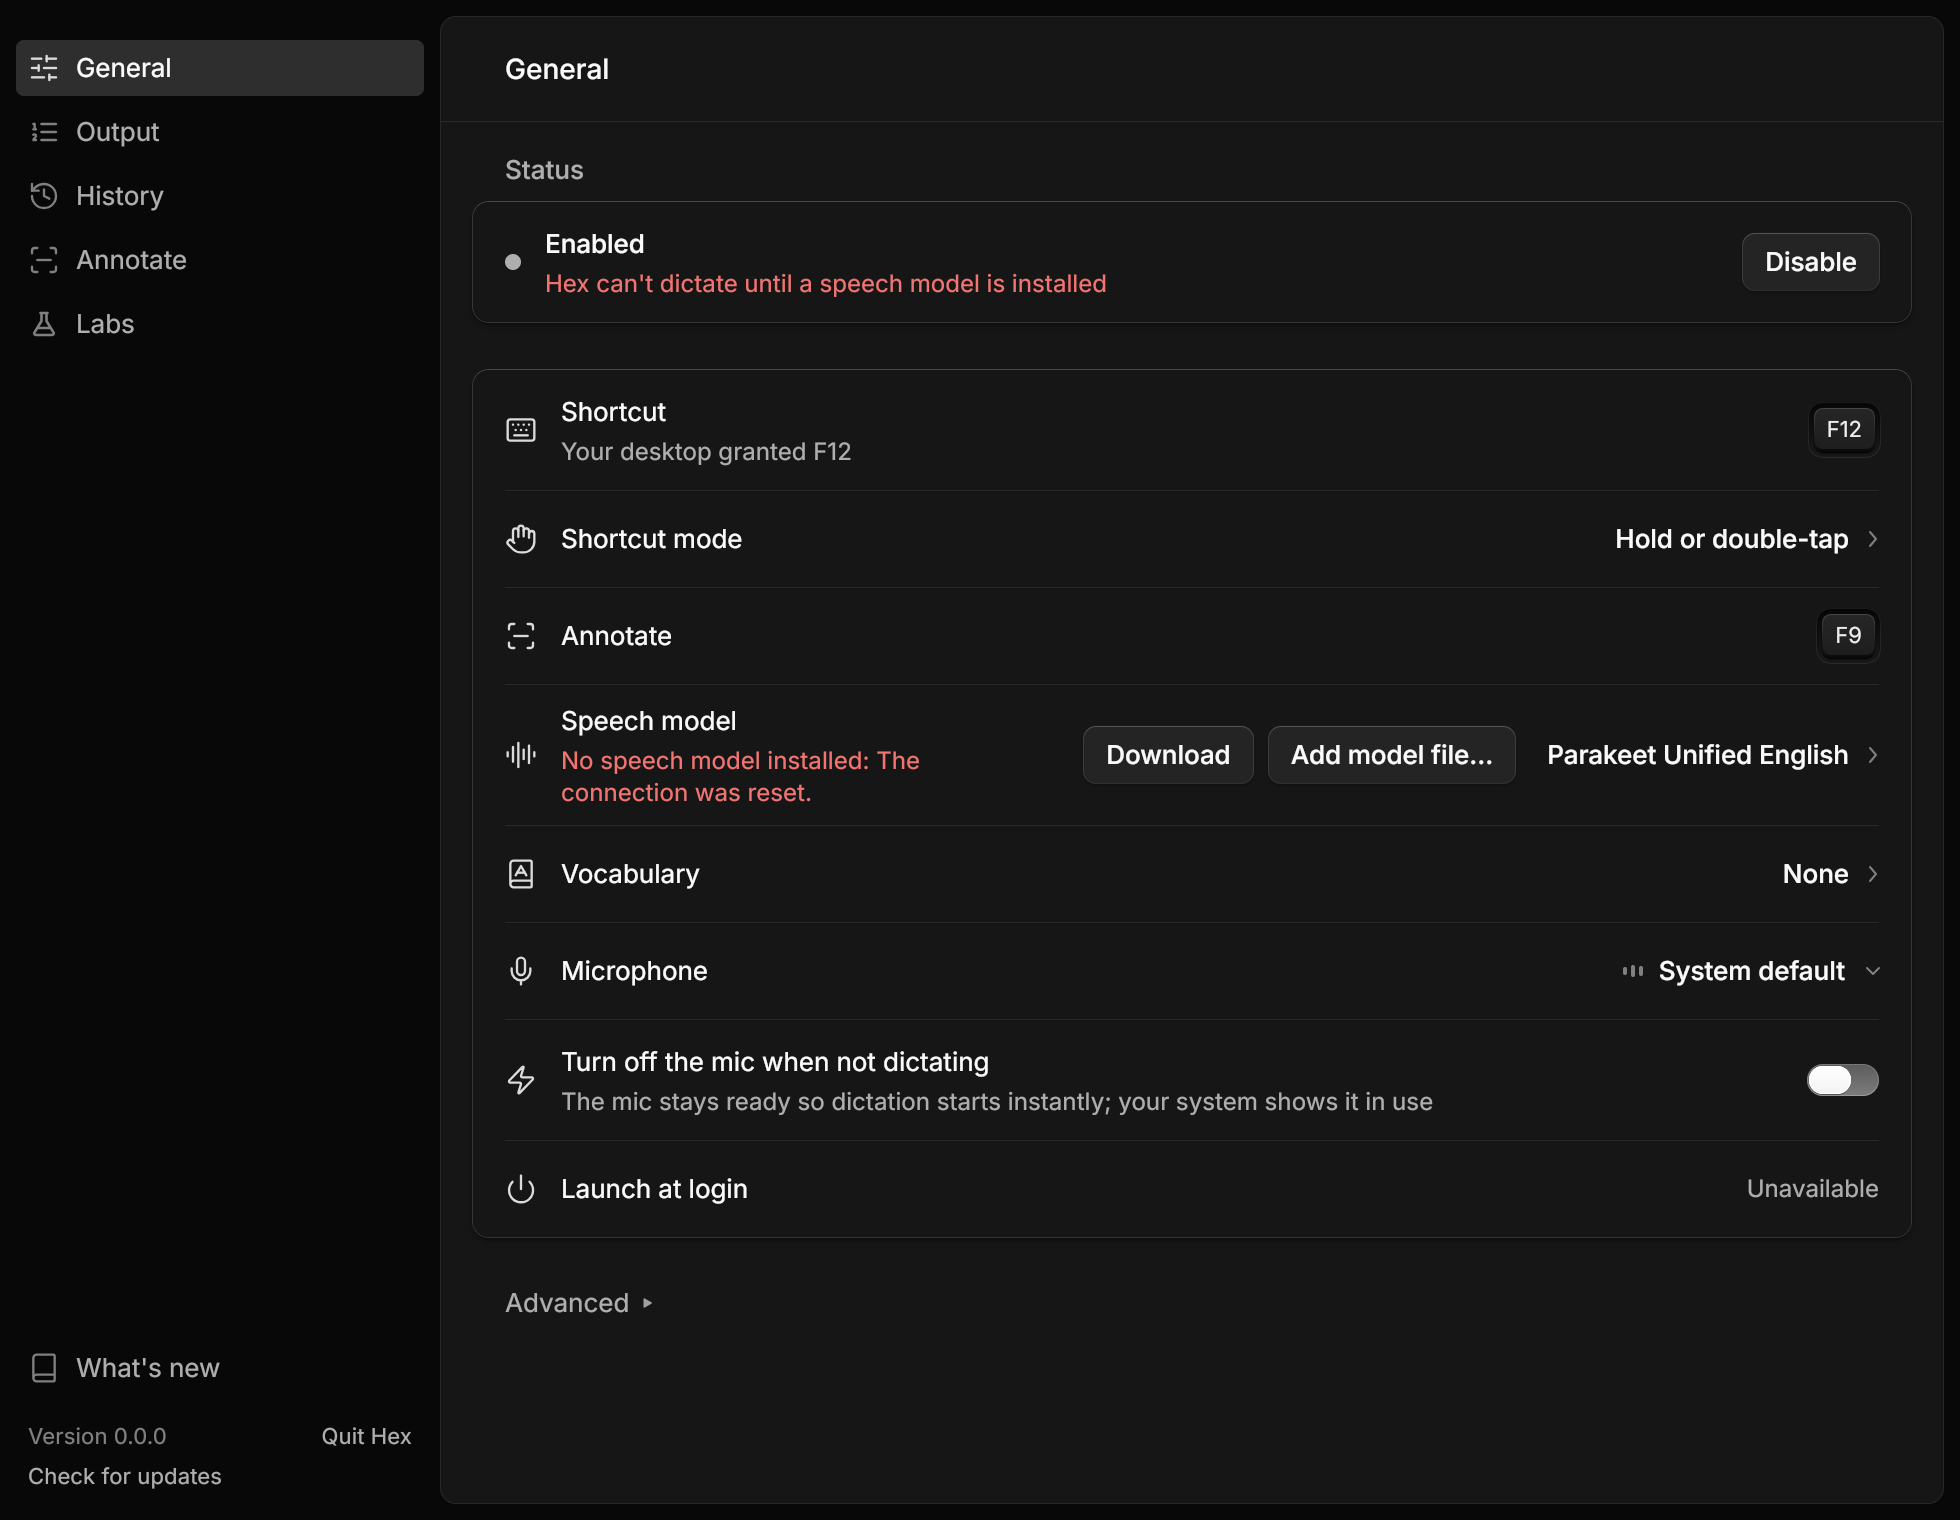 General
Output
History
Annotate
Labs
What's new
Version 0.0.0
Quit Hex
Check for updates
General
Status
Enabled
Hex can't dictate until a speech model is installed
Disable
Shortcut
Your desktop granted F12
F12
Shortcut mode
Hold or double-tap
Annotate
F9
Speech model
No speech model installed: The
connection was reset.
Download
Add model file...
Parakeet Unified English
Vocabulary
None
Microphone
System default
Turn off the mic when not dictating
The mic stays ready so dictation starts instantly; your system shows it in use
Launch at login
Unavailable
Advanced